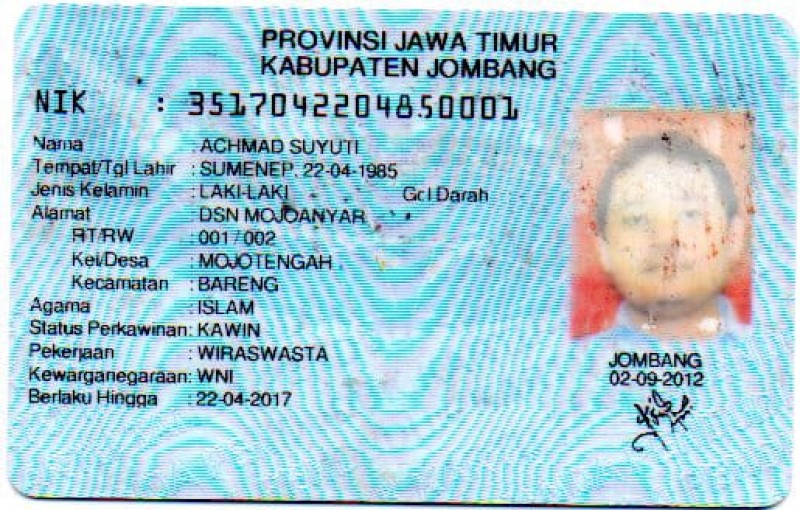 PROVINSI JAWA TIMUR
KABUPATEN JOMBANG
NIK : 3517042204850001
Nama : ACHMAD SUYUTI
Tempat/Tgl Lahir : SUMENEP, 22-04-1985
Jenis Kelamin : LAKI-LAKI Gol Darah
Alamat : DSN MOJOANYAR
RT/RW : 001 / 002
Kel/Desa : MOJOTENGAH
Kecamatan : BARENG
Agama : ISLAM
Status Perkawinan: KAWIN
Pekerjaan : WIRASWASTA
Kewarganegaraan: WNI
Berlaku Hingga : 22-04-2017
JOMBANG
02-09-2012